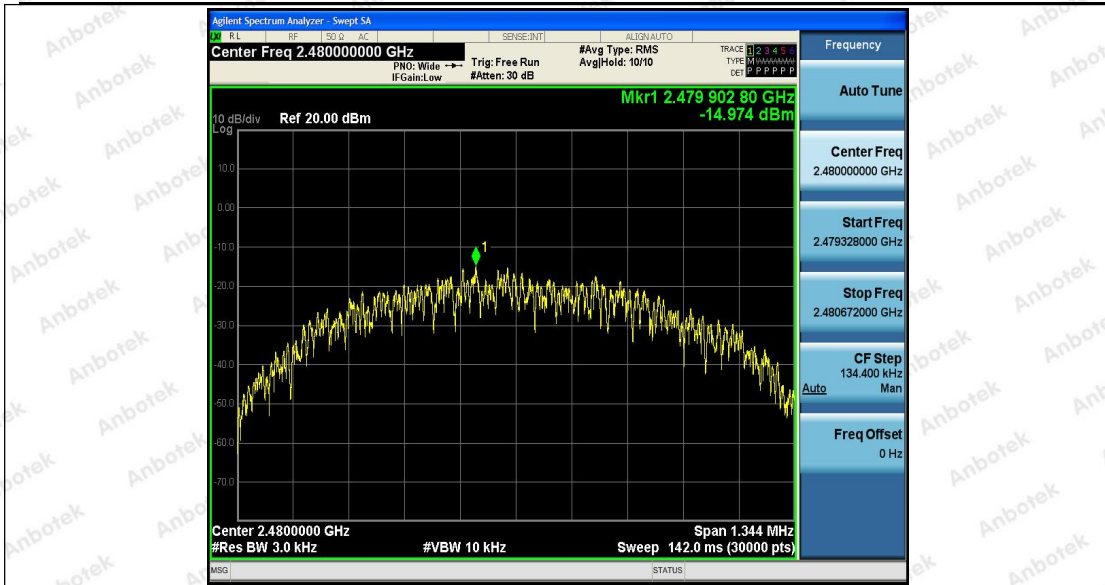 Agilent Spectrum Analyzer - Swept SA
LXI RL RF 50 Ω AC SENSE:INT ALIGNAUTO
Center Freq 2.480000000 GHz
PNO: Wide
IFGain:Low
Trig: Free Run
#Atten: 30 dB
#Avg Type: RMS
Avg|Hold: 10/10
TRACE 1 2 3 4 5 6
TYPE M WWWWW
DET P P P P P P
Mkr1 2.479 902 80 GHz
-14.974 dBm
10 dB/div Ref 20.00 dBm
Log
10.0
0.00
-10.0
-20.0
-30.0
-40.0
-50.0
-60.0
-70.0
1
Center 2.4800000 GHz
Span 1.344 MHz
#Res BW 3.0 kHz
#VBW 10 kHz
Sweep 142.0 ms (30000 pts)
MSG
STATUS
Frequency
Auto Tune
Center Freq
2.480000000 GHz
Start Freq
2.479328000 GHz
Stop Freq
2.480672000 GHz
CF Step
134.400 kHz
Auto Man
Freq Offset
0 Hz
Anbotek